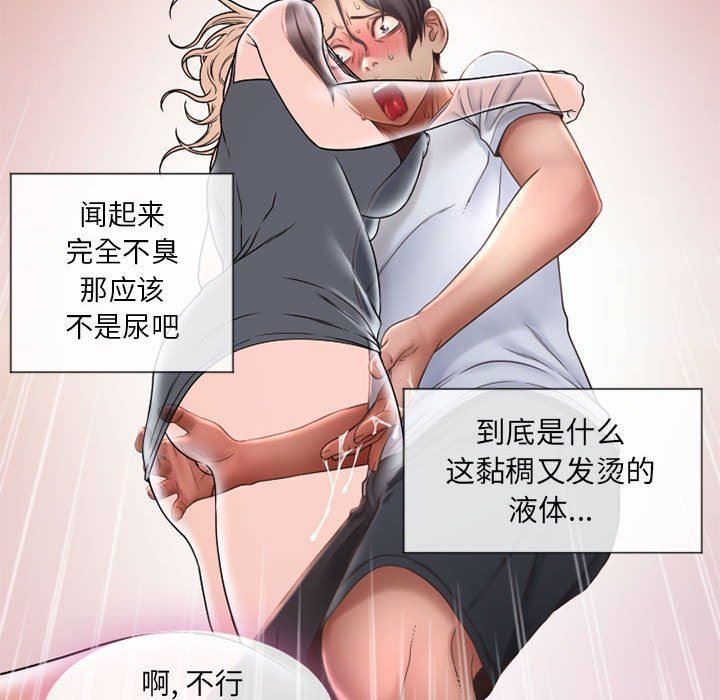 闻起来
完全不臭
那应该
不是尿吧
到底是什么
这黏稠又发烫的
液体...
啊, 不行